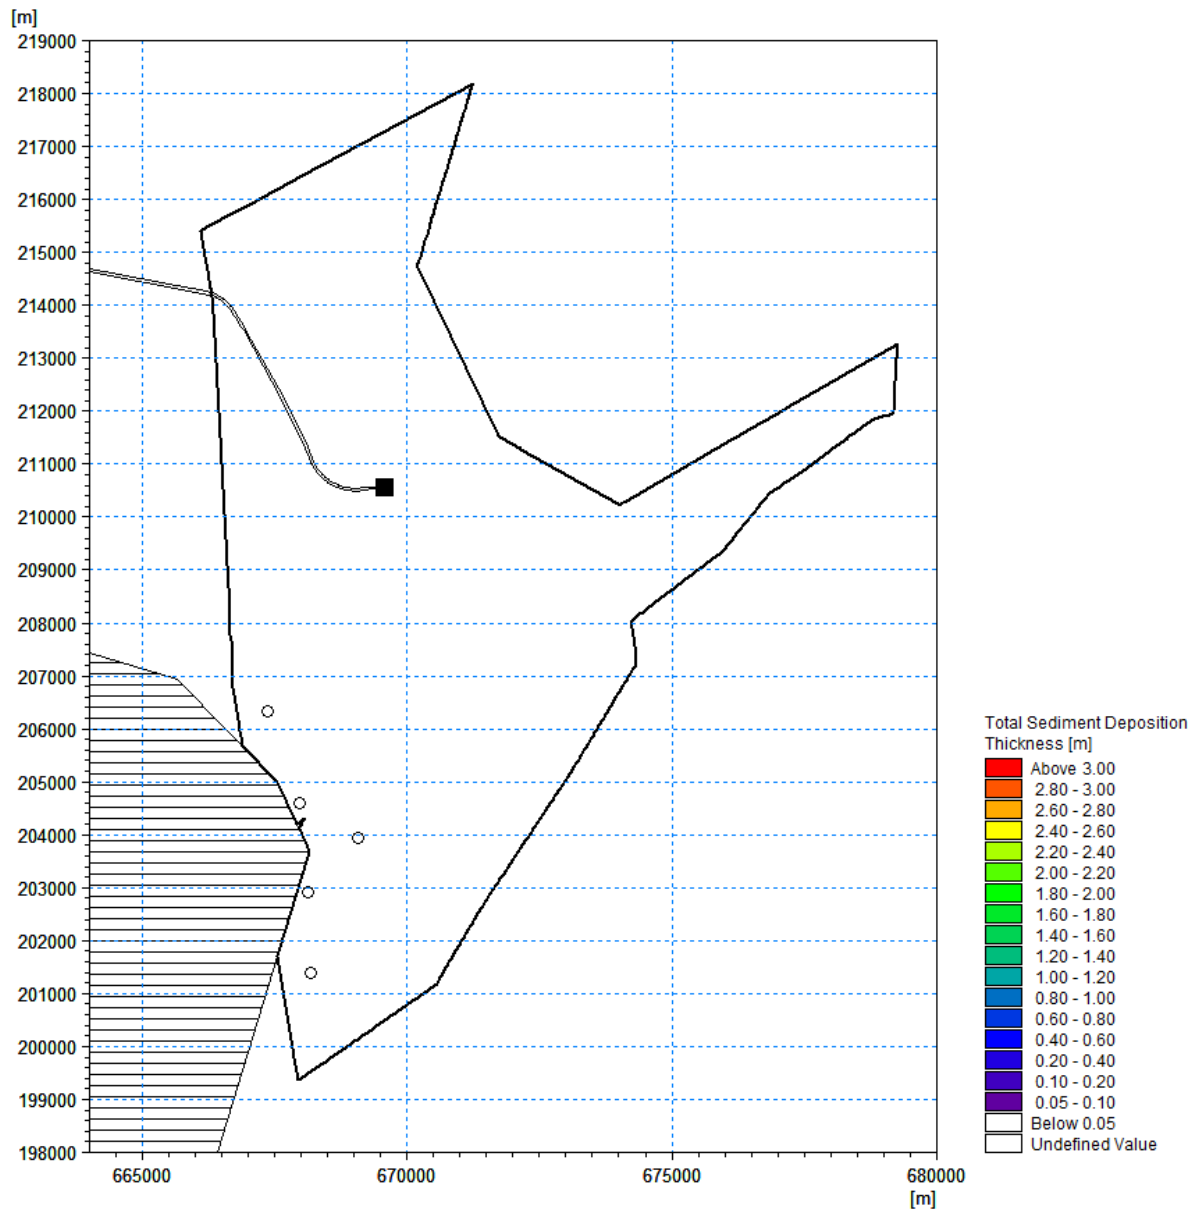 [m]
219000
218000
217000
216000
215000
214000
213000
212000
211000
210000
209000
208000
207000
206000
205000
204000
203000
202000
201000
200000
199000
198000
665000 670000 675000 680000
[m]
Total Sediment Deposition
Thickness [m]
Above 3.00
2.80 - 3.00
2.60 - 2.80
2.40 - 2.60
2.20 - 2.40
2.00 - 2.20
1.80 - 2.00
1.60 - 1.80
1.40 - 1.60
1.20 - 1.40
1.00 - 1.20
0.80 - 1.00
0.60 - 0.80
0.40 - 0.60
0.20 - 0.40
0.10 - 0.20
0.05 - 0.10
Below 0.05
Undefined Value